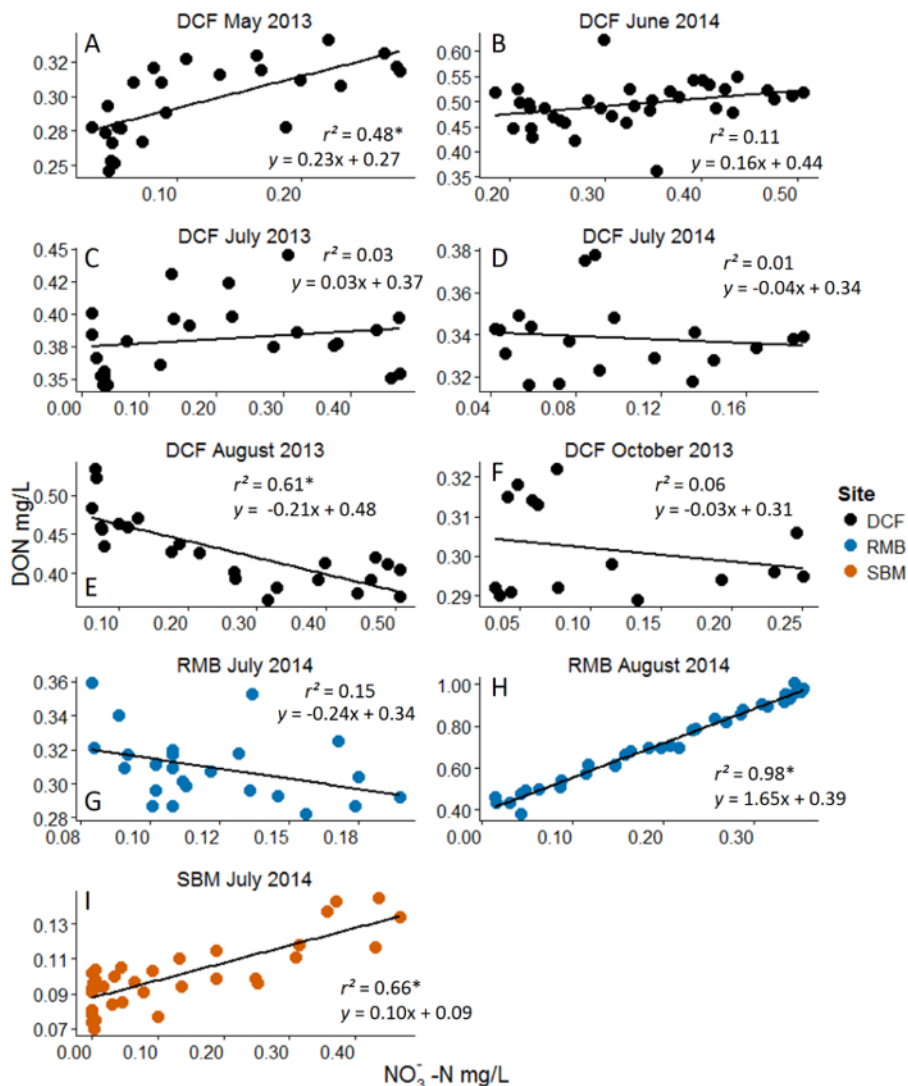 DCF May 2013
A
0.32
0.30
0.28
0.25
r² = 0.48*
y = 0.23x + 0.27
0.10
0.20
DCF June 2014
B
0.60
0.55
0.50
0.45
0.40
0.35
r² = 0.11
y = 0.16x + 0.44
0.20
0.30
0.40
0.50
DCF July 2013
C
0.45
0.42
0.40
0.38
0.35
r² = 0.03
y = 0.03x + 0.37
0.00
0.10
0.20
0.30
0.40
DCF July 2014
D
0.38
0.36
0.34
0.32
r² = 0.01
y = -0.04x + 0.34
0.04
0.08
0.12
0.16
DCF August 2013
E
0.50
0.45
0.40
r² = 0.61*
y = -0.21x + 0.48
0.10
0.20
0.30
0.40
0.50
DCF October 2013
F
0.32
0.31
0.30
0.29
r² = 0.06
y = -0.03x + 0.31
0.05
0.10
0.15
0.20
0.25
Site
DCF
RMB
SBM
DON mg/L
RMB July 2014
G
0.36
0.34
0.32
0.30
0.28
r² = 0.15
y = -0.24x + 0.34
0.08
0.10
0.12
0.15
0.18
RMB August 2014
H
1.00
0.80
0.60
0.40
r² = 0.98*
y = 1.65x + 0.39
0.00
0.10
0.20
0.30
SBM July 2014
I
0.13
0.11
0.09
0.07
r² = 0.66*
y = 0.10x + 0.09
0.00
0.10
0.20
0.30
0.40
NO₃⁻-N mg/L